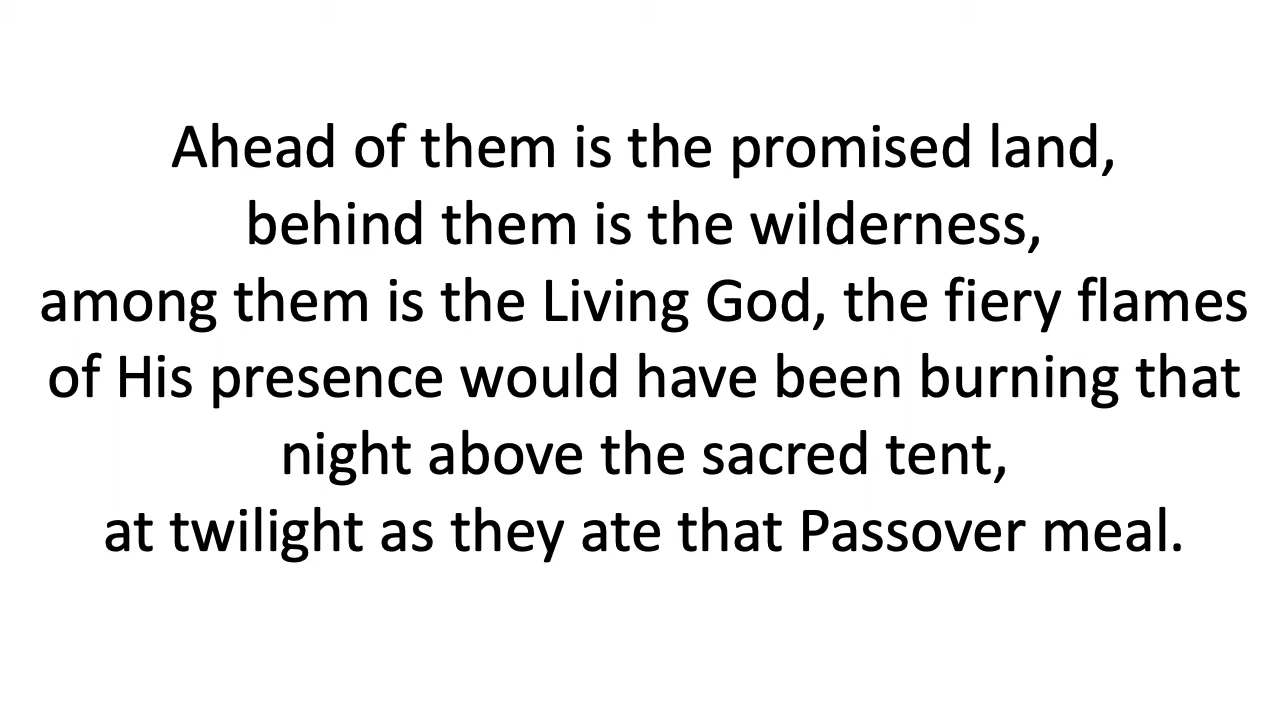 Ahead of them is the promised land,
behind them is the wilderness,
among them is the Living God, the fiery flames
of His presence would have been burning that
night above the sacred tent,
at twilight as they ate that Passover meal.